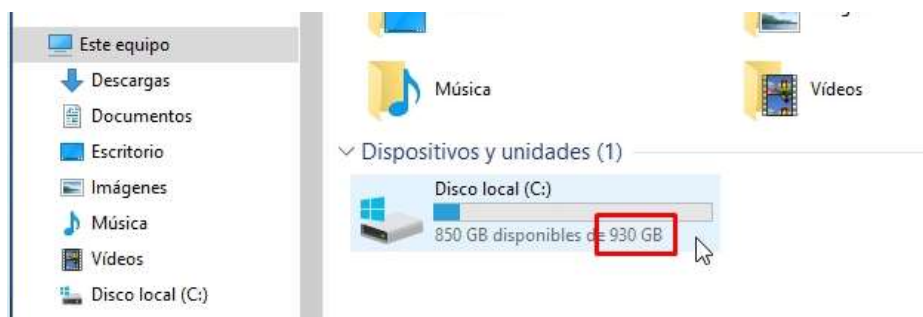 Este equipo
Descargas
Documentos
Escritorio
Imágenes
Música
Vídeos
Disco local (C:)
Música
Vídeos
Dispositivos y unidades (1)
Disco local (C:)
850 GB disponibles de 930 GB